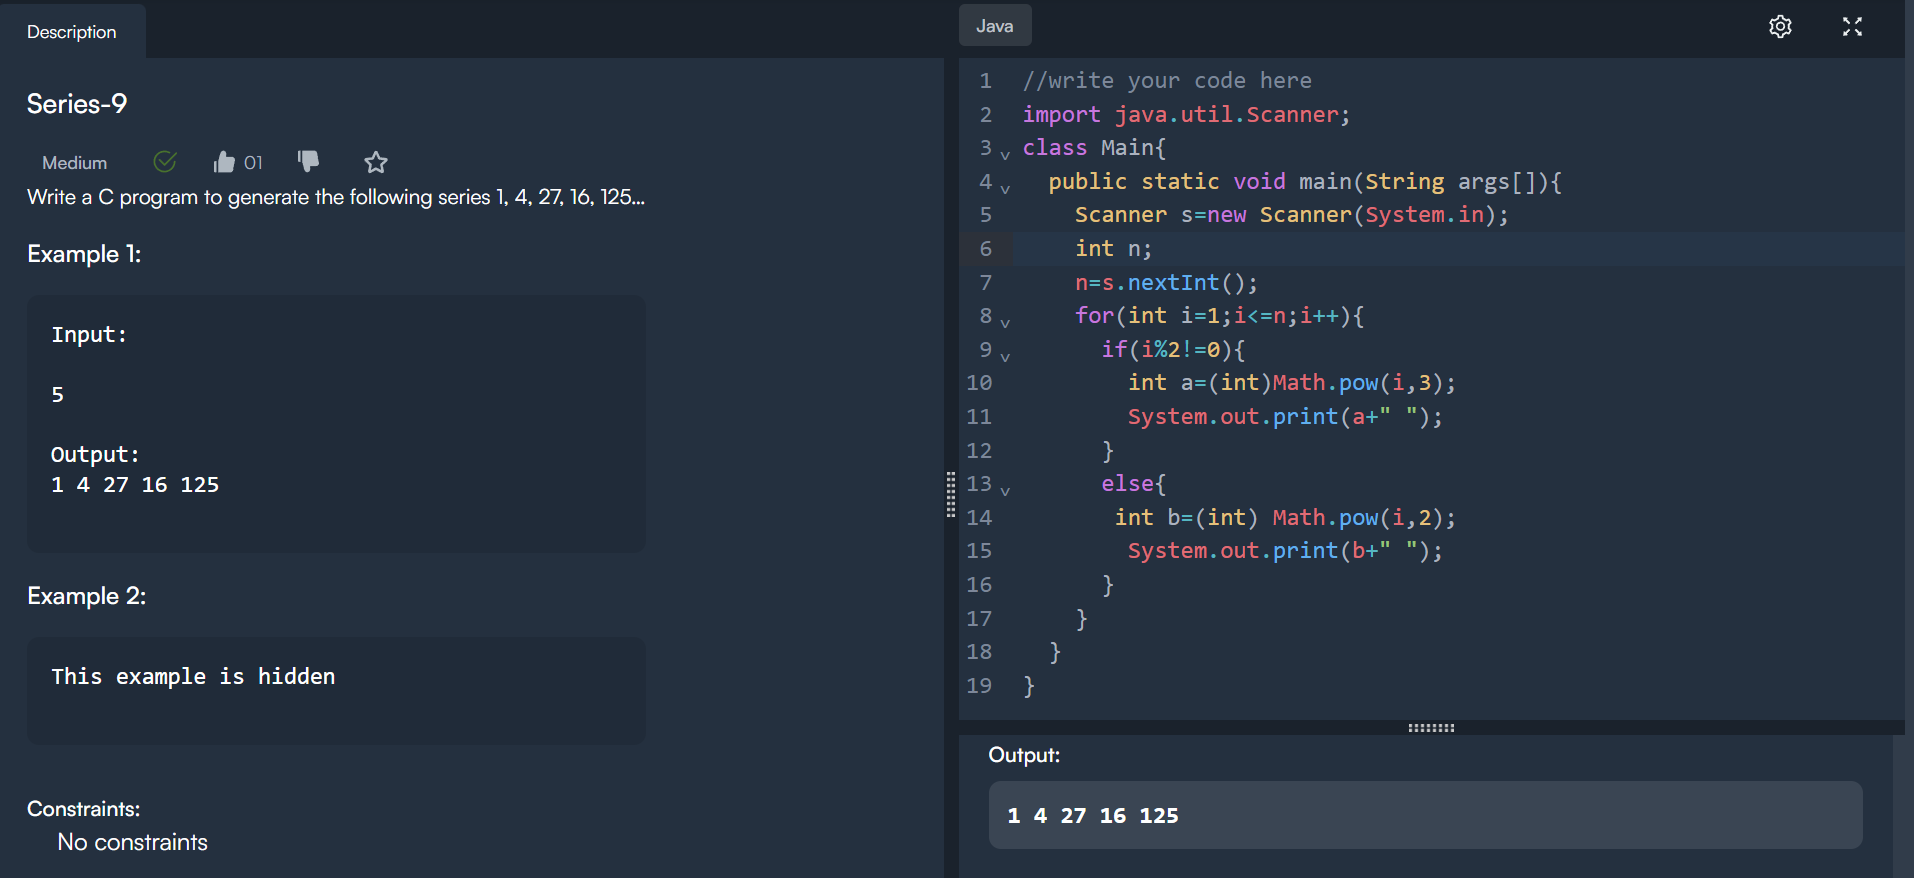 Description
Series-9
Medium 01
Write a C program to generate the following series 1, 4, 27, 16, 125...
Example 1:
Input:
5
Output:
1 4 27 16 125
Example 2:
This example is hidden
Constraints:
No constraints
Java
1 //write your code here
2 import java.util.Scanner;
3 class Main{
4 public static void main(String args[]){
5 Scanner s=new Scanner(System.in);
6 int n;
7 n=s.nextInt();
8 for(int i=1;i<=n;i++){
9 if(i%2!=0){
10 int a=(int)Math.pow(i,3);
11 System.out.print(a+" ");
12 }
13 else{
14 int b=(int) Math.pow(i,2);
15 System.out.print(b+" ");
16 }
17 }
18 }
19 }
Output:
1 4 27 16 125